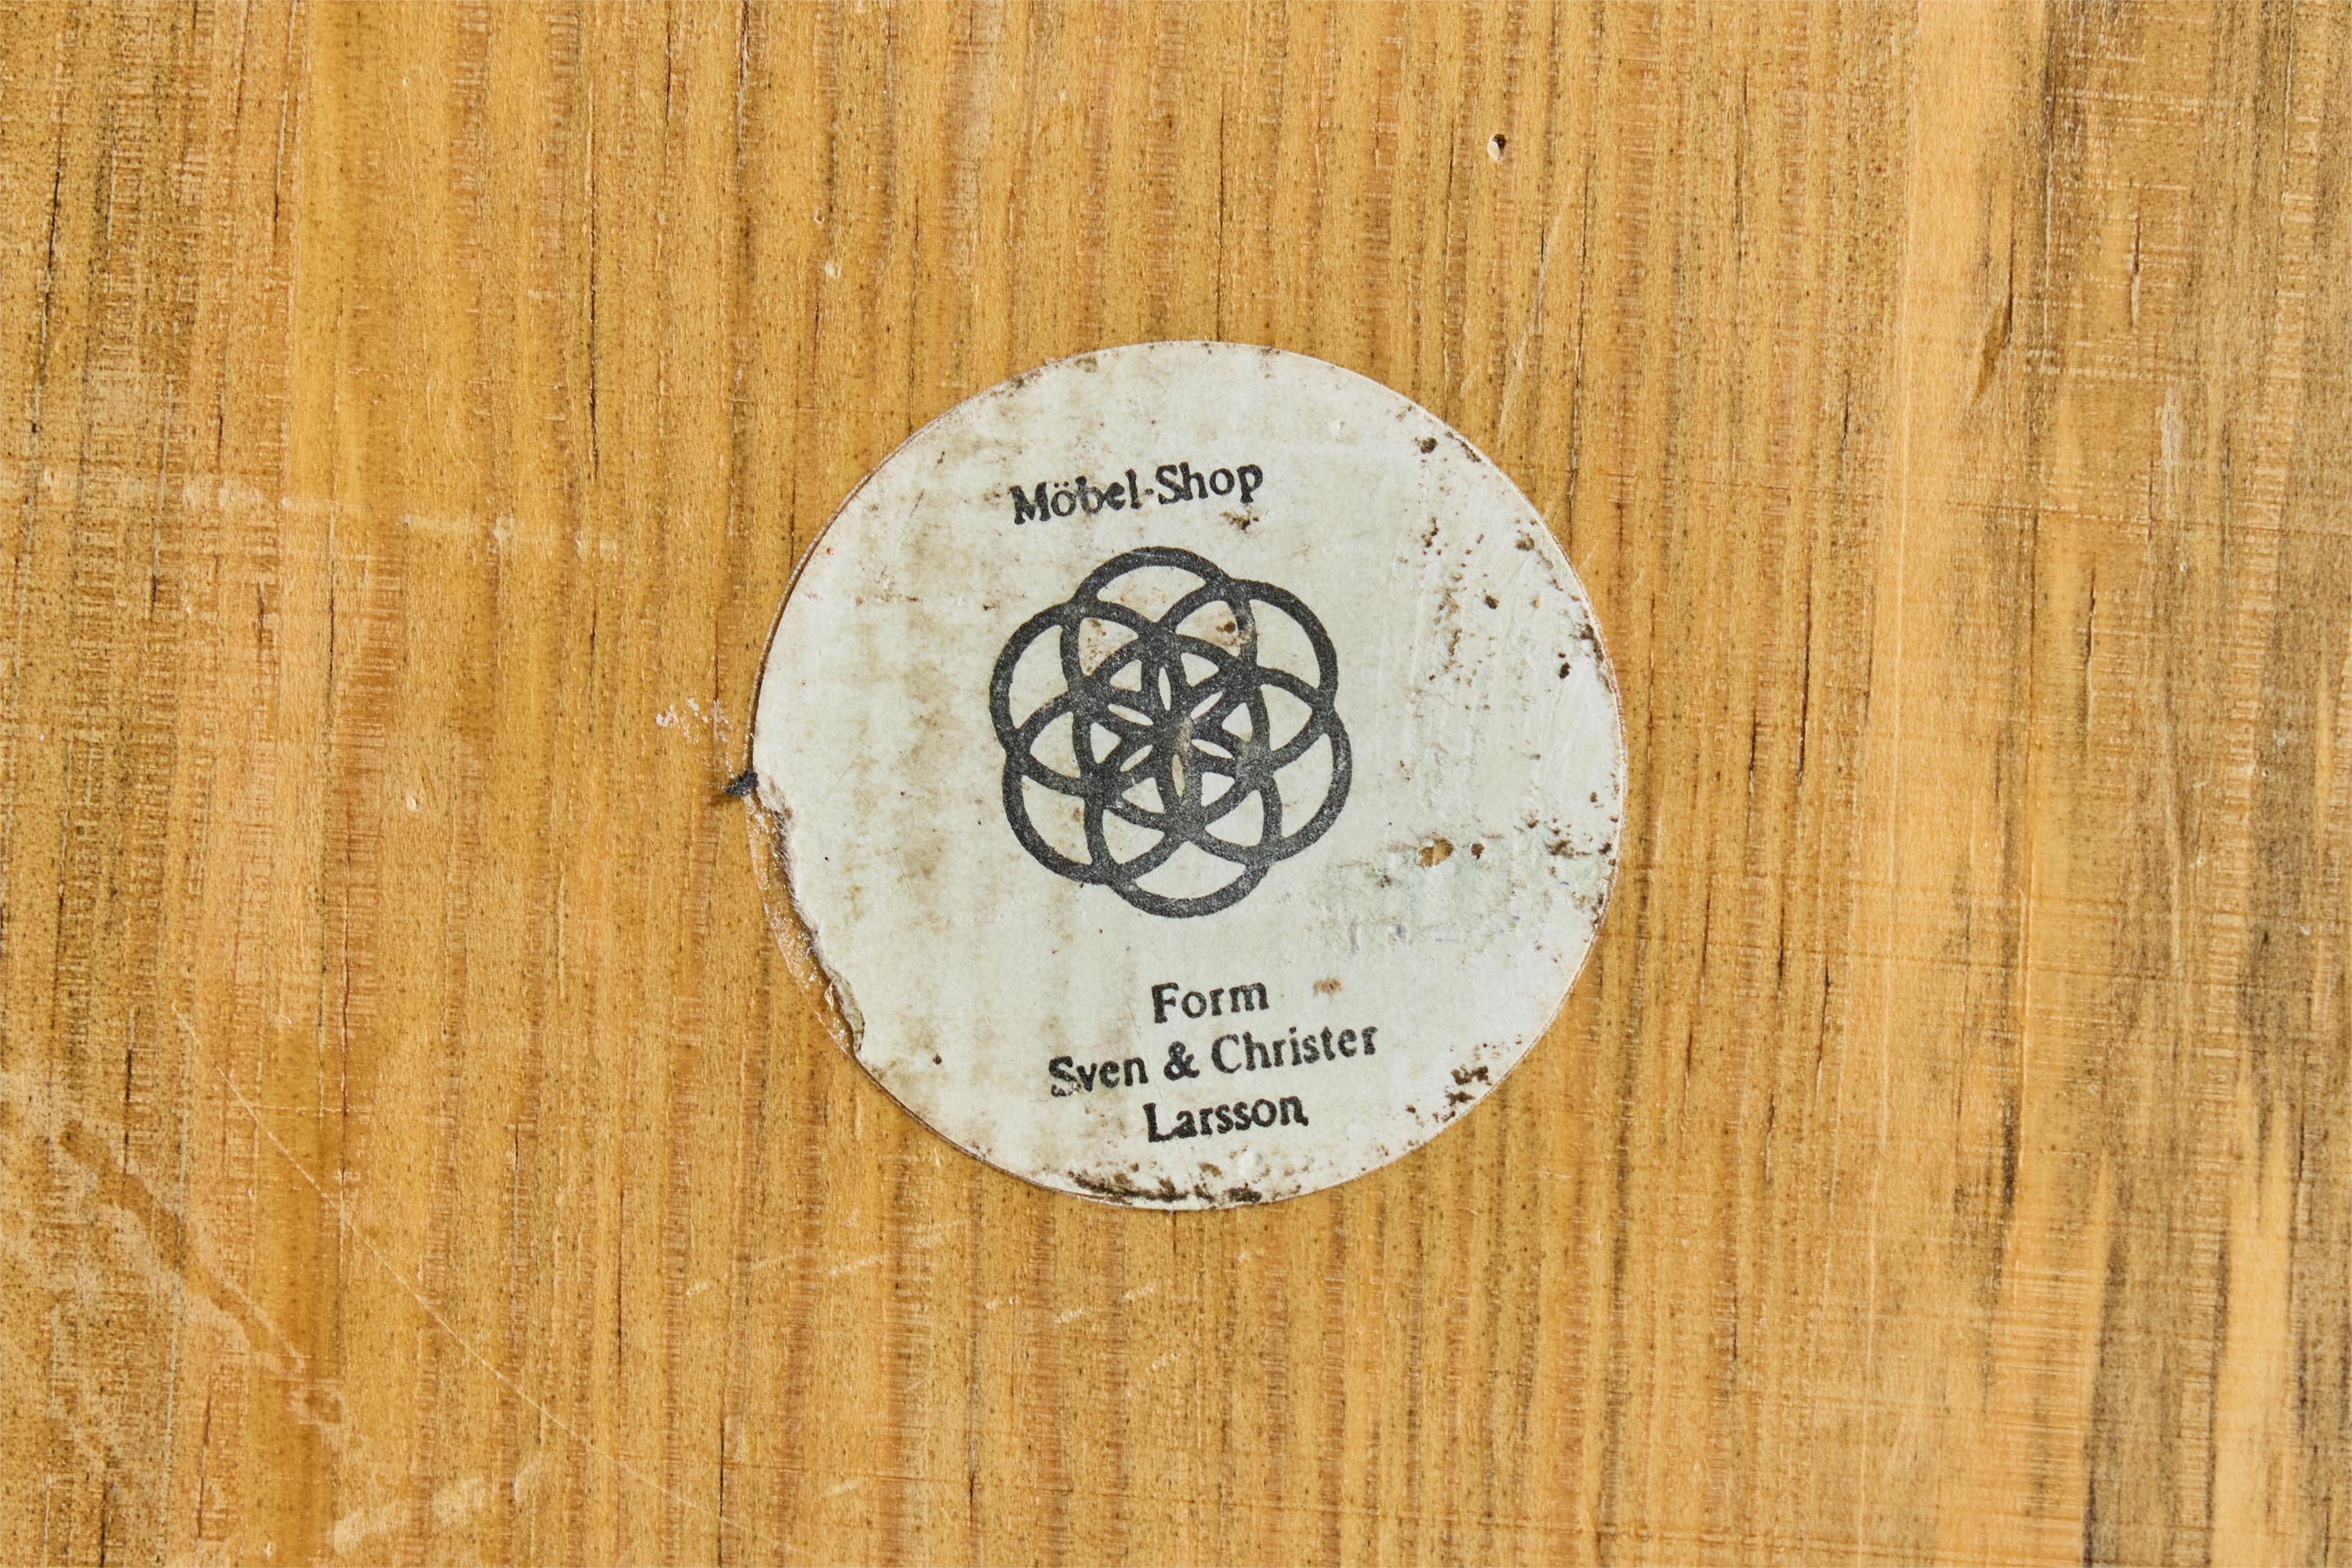 Möbel-Shop
Form
Sven & Christer
Larsson